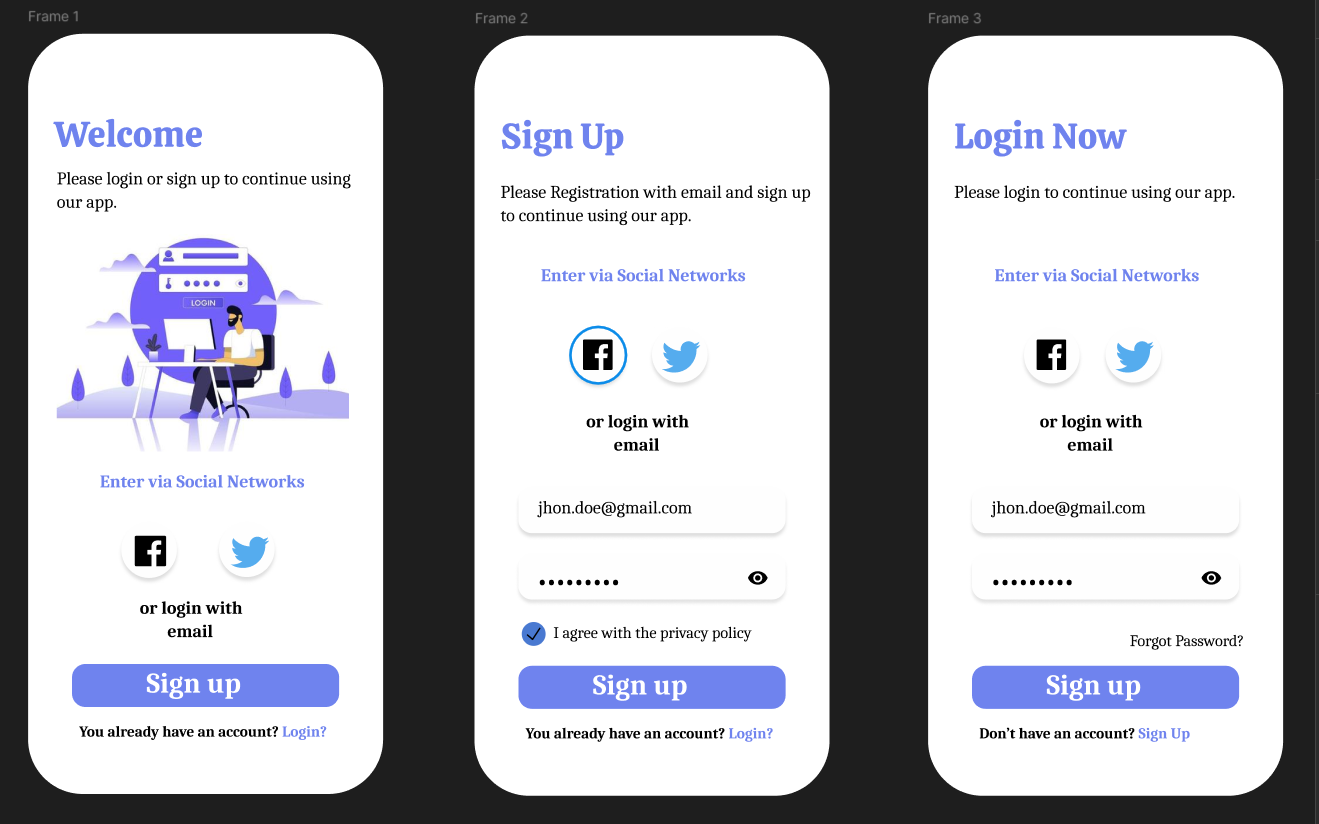 Frame 1
Welcome
Please login or sign up to continue using
our app.
LOGIN
Enter via Social Networks
or login with
email
Sign up
You already have an account? Login?
Frame 2
Sign Up
Please Registration with email and sign up
to continue using our app.
Enter via Social Networks
or login with
email
jhon.doe@gmail.com
•••••••••
I agree with the privacy policy
Sign up
You already have an account? Login?
Frame 3
Login Now
Please login to continue using our app.
Enter via Social Networks
or login with
email
jhon.doe@gmail.com
•••••••••
Forgot Password?
Sign up
Don’t have an account? Sign Up